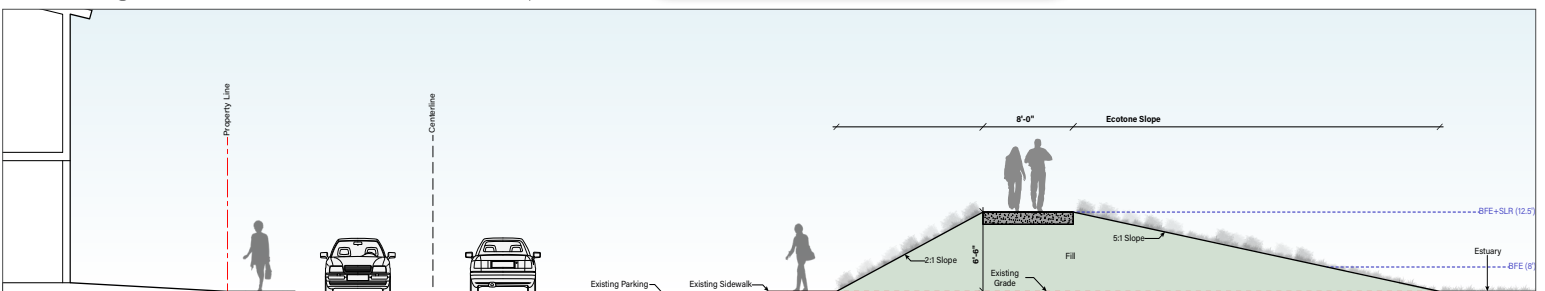 Property Line
Centerline
8'-0"
Ecotone Slope
BFE+SLR (12.5')
5:1 Slope
Estuary
2:1 Slope
6'-6"
Fill
BFE (8')
Existing
Grade
Existing Parking
Existing Sidewalk